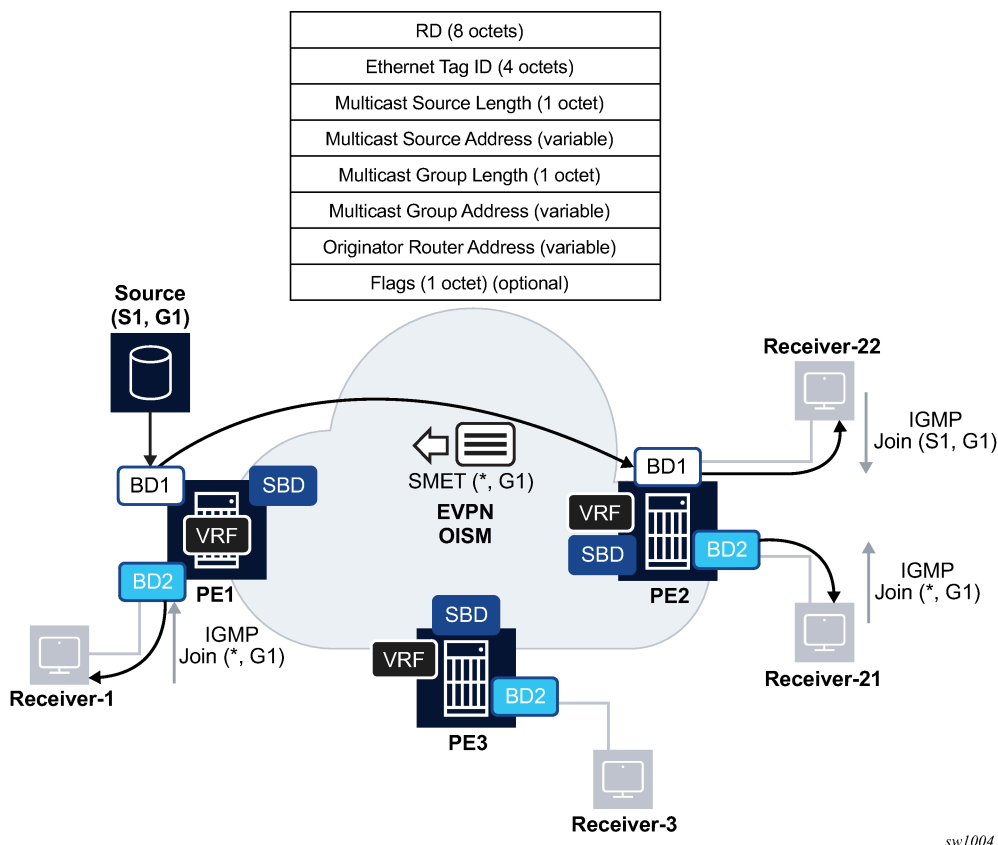 RD (8 octets)
Ethernet Tag ID (4 octets)
Multicast Source Length (1 octet)
Multicast Source Address (variable)
Multicast Group Length (1 octet)
Multicast Group Address (variable)
Originator Router Address (variable)
Flags (1 octet) (optional)
Source
(S1, G1)
Receiver-22
IGMP
Join (S1, G1)
BD1
SBD
VRF
BD2
PE1
SMET (*, G1)
EVPN
OISM
BD1
VRF
SBD
BD2
PE2
IGMP
Join (*, G1)
Receiver-21
IGMP
Join (*, G1)
Receiver-1
SBD
VRF
BD2
PE3
Receiver-3
sw1004